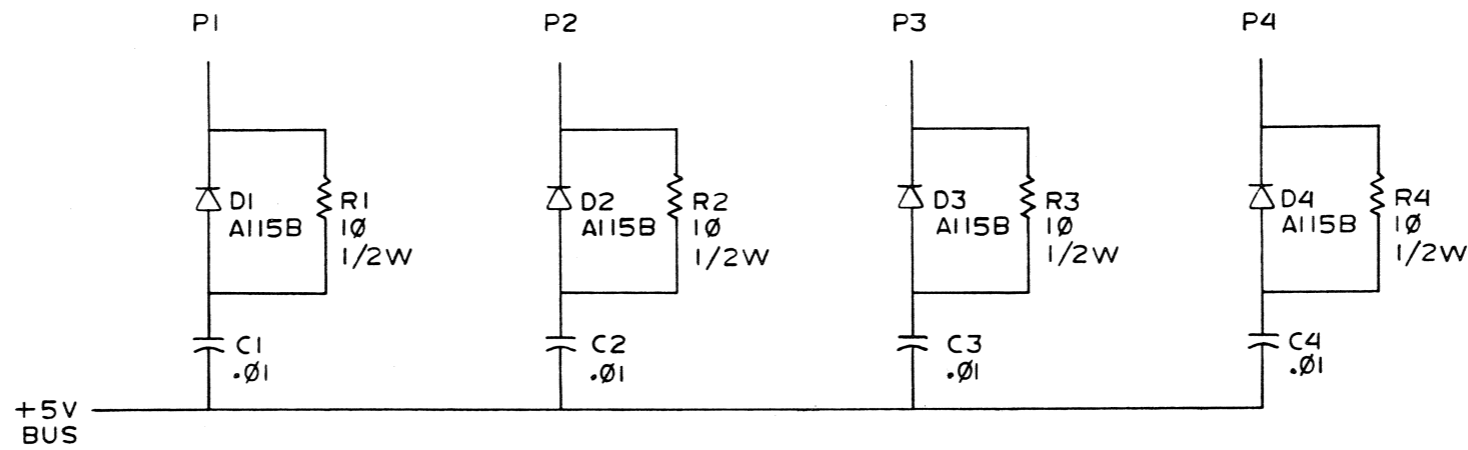 P1
P2
P3
P4
D1
A115B
R1
1Ø
1/2W
D2
A115B
R2
1Ø
1/2W
D3
A115B
R3
1Ø
1/2W
D4
A115B
R4
1Ø
1/2W
C1
.Ø1
C2
.Ø1
C3
.Ø1
C4
.Ø1
+5V
BUS